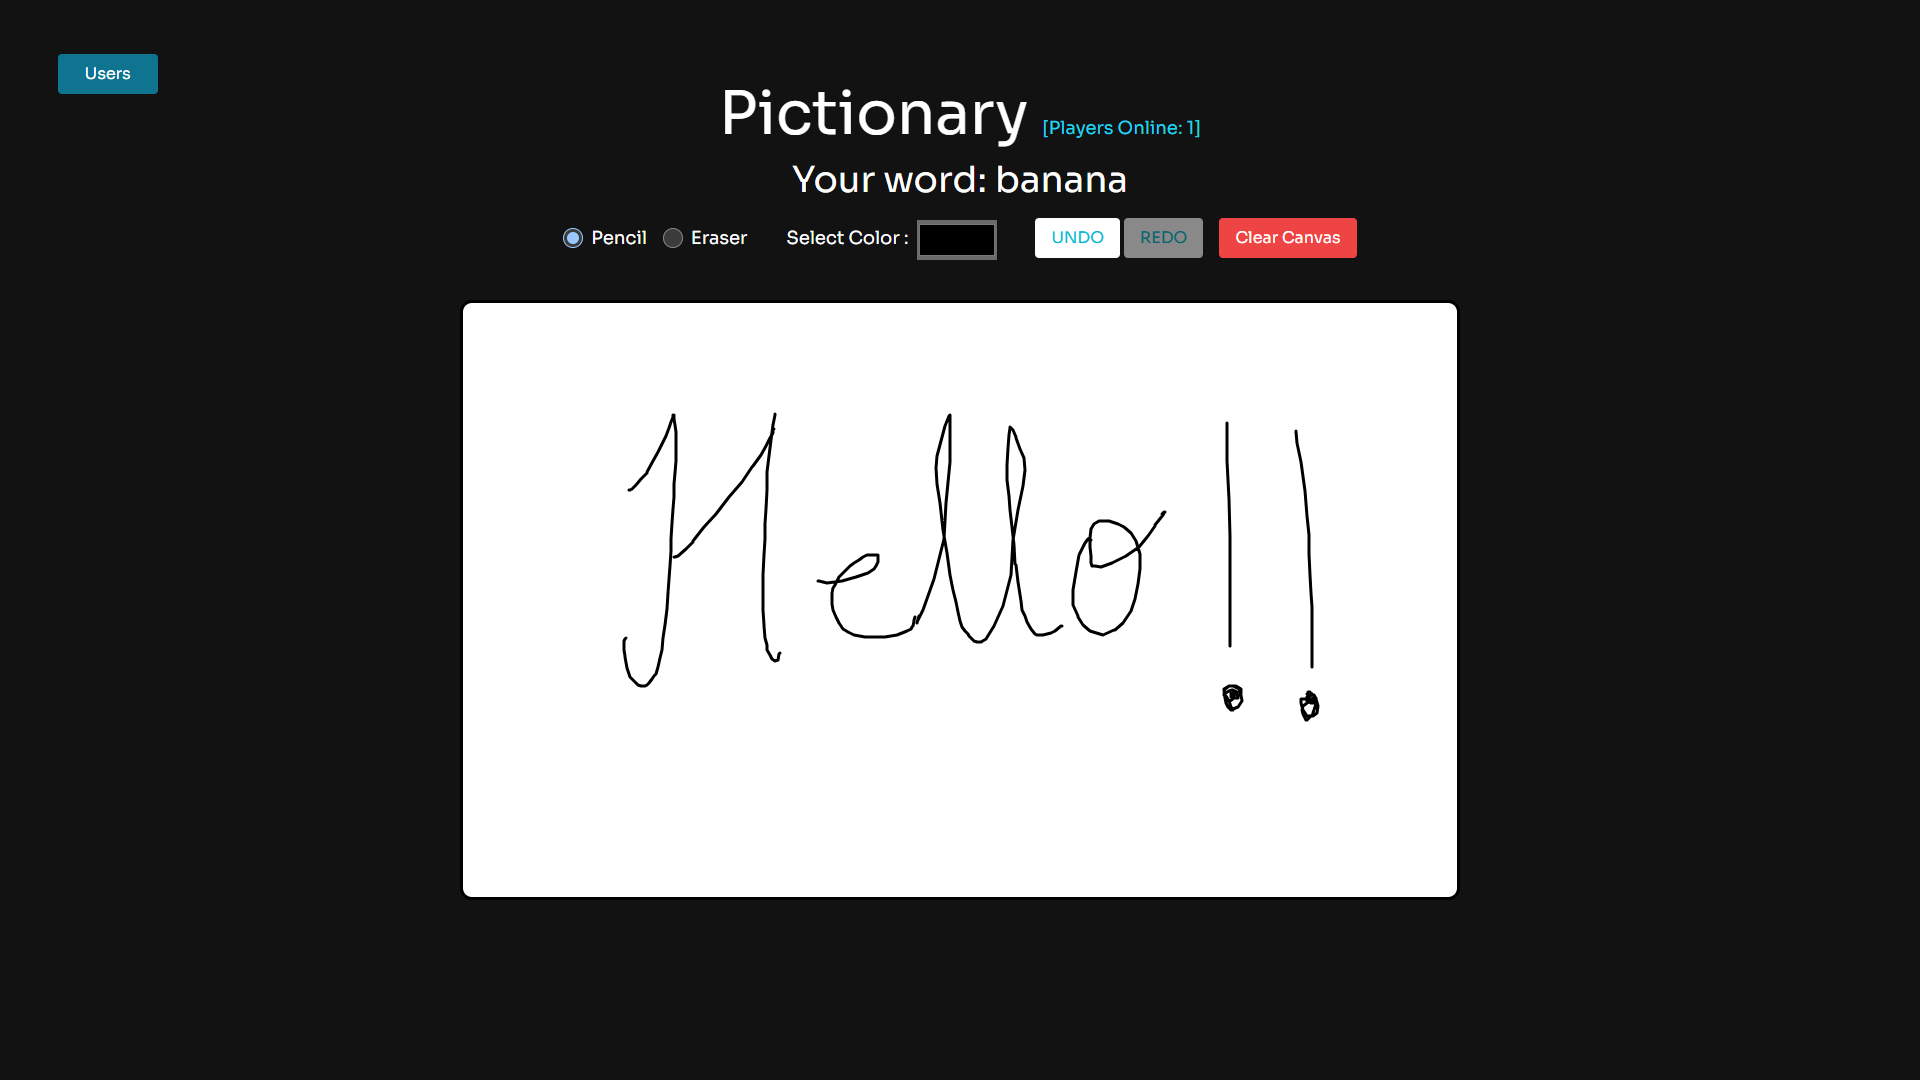 Users
Pictionary [Players Online: 1]
Your word: banana
Pencil Eraser Select Color : UNDO REDO Clear Canvas
Hello!!